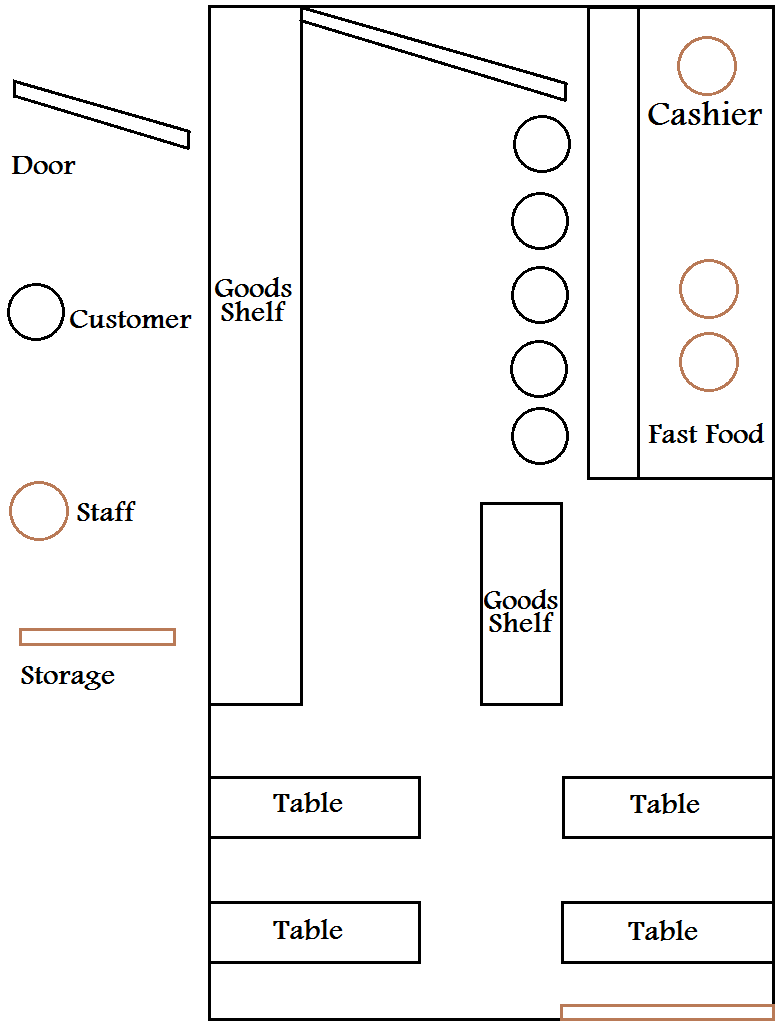 Door
Customer
Staff
Storage
Goods
Shelf
Cashier
Fast Food
Goods
Shelf
Table
Table
Table
Table